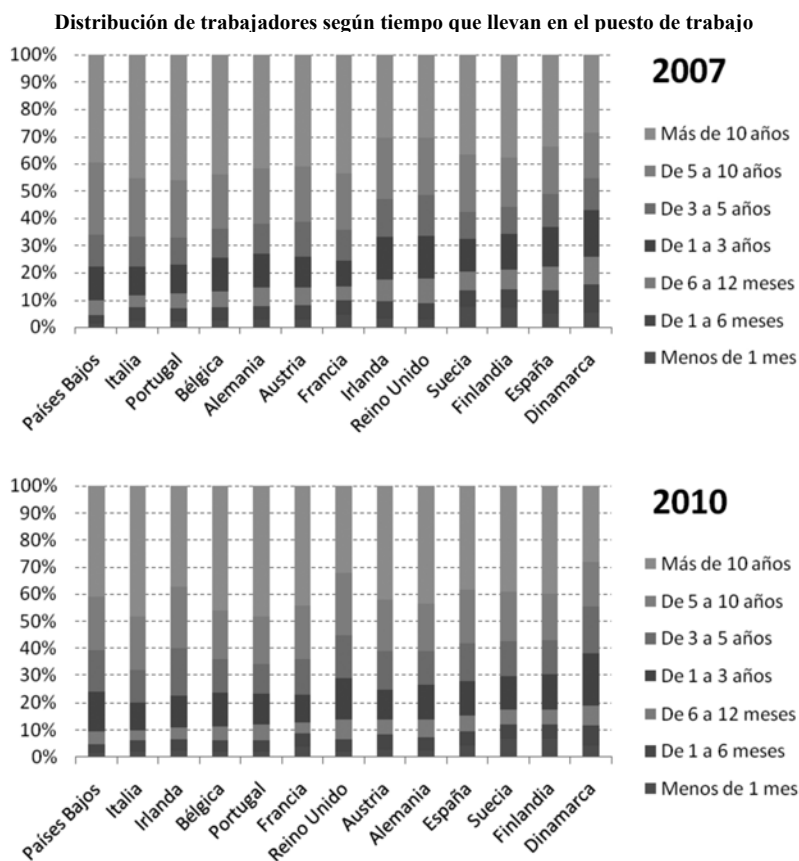 Distribución de trabajadores según tiempo que llevan en el puesto de trabajo
100%
90%
80%
70%
60%
50%
40%
30%
20%
10%
0%
2007
Más de 10 años
De 5 a 10 años
De 3 a 5 años
De 1 a 3 años
De 6 a 12 meses
De 1 a 6 meses
Menos de 1 mes
Países Bajos
Italia
Portugal
Bélgica
Alemania
Austria
Francia
Irlanda
Reino Unido
Suecia
Finlandia
España
Dinamarca
100%
90%
80%
70%
60%
50%
40%
30%
20%
10%
0%
2010
Más de 10 años
De 5 a 10 años
De 3 a 5 años
De 1 a 3 años
De 6 a 12 meses
De 1 a 6 meses
Menos de 1 mes
Países Bajos
Italia
Irlanda
Bélgica
Portugal
Francia
Reino Unido
Austria
Alemania
España
Suecia
Finlandia
Dinamarca